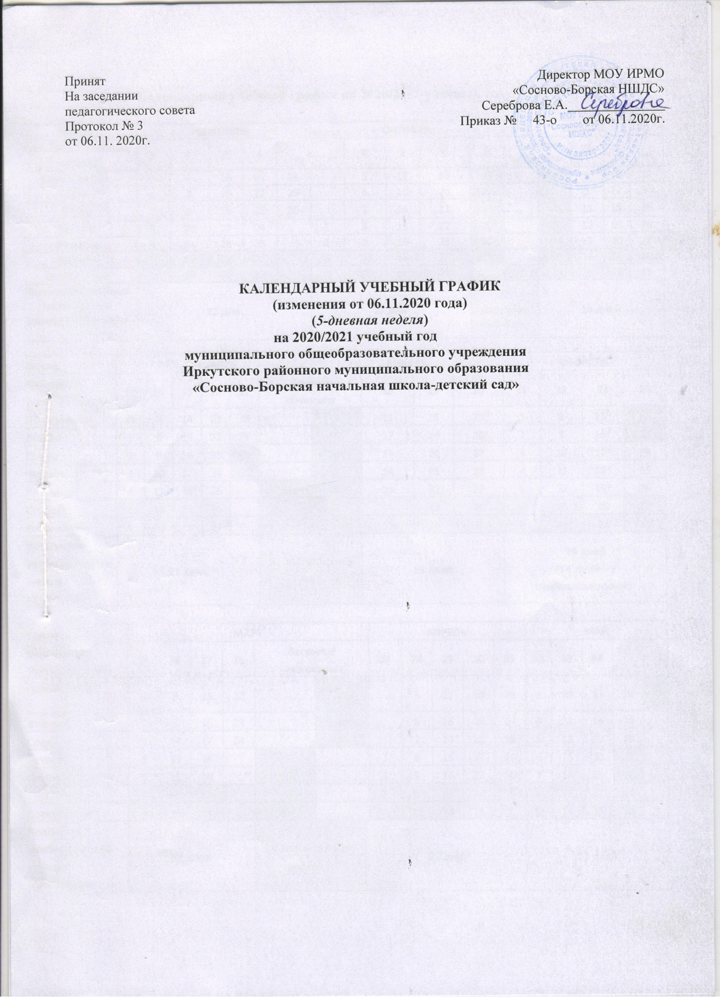 Принят
На заседании
педагогического совета
Протокол № 3
от 06.11. 2020г.
Директор МОУ ИРМО
«Сосново-Борская НШДС»
Сереброва Е.А. Сереброва
Приказ № 43-о от 06.11.2020г.
КАЛЕНДАРНЫЙ УЧЕБНЫЙ ГРАФИК
(изменения от 06.11.2020 года)
(5-дневная неделя)
на 2020/2021 учебный год
муниципального общеобразовательного учреждения
Иркутского районного муниципального образования
«Сосново-Борская начальная школа-детский сад»